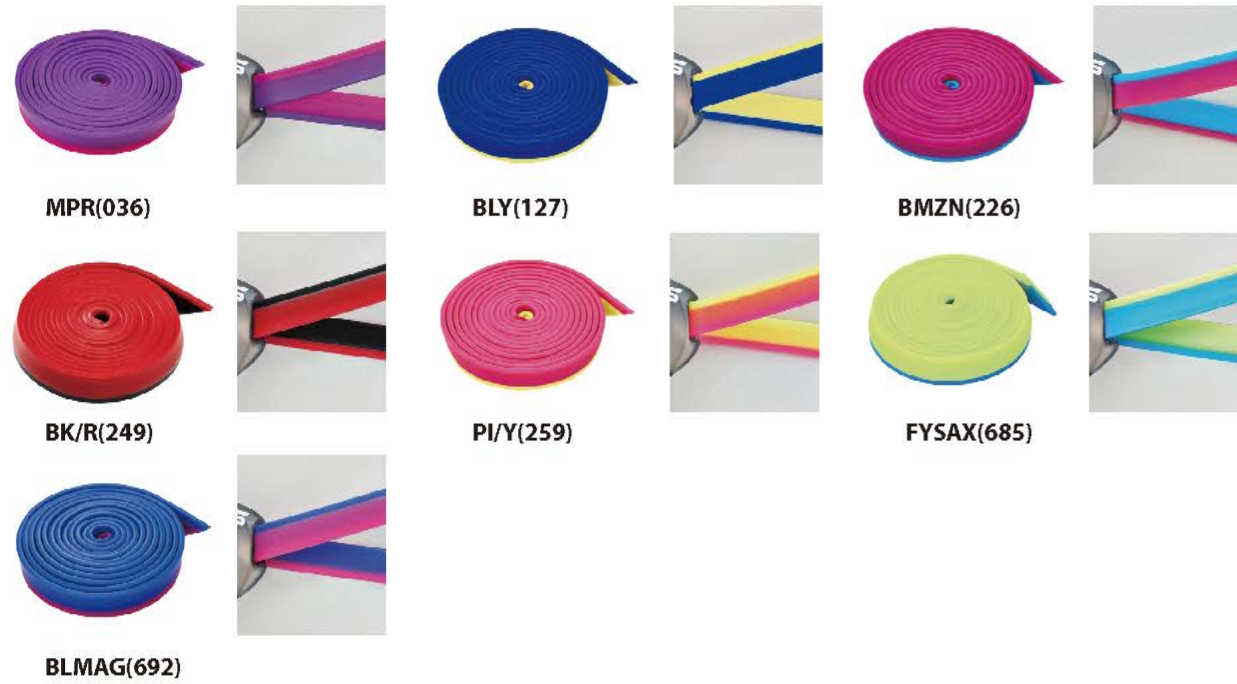 MPR(036)
BLY(127)
BMZN(226)
BK/R(249)
PI/Y(259)
FYSAX(685)
BLMAG(692)